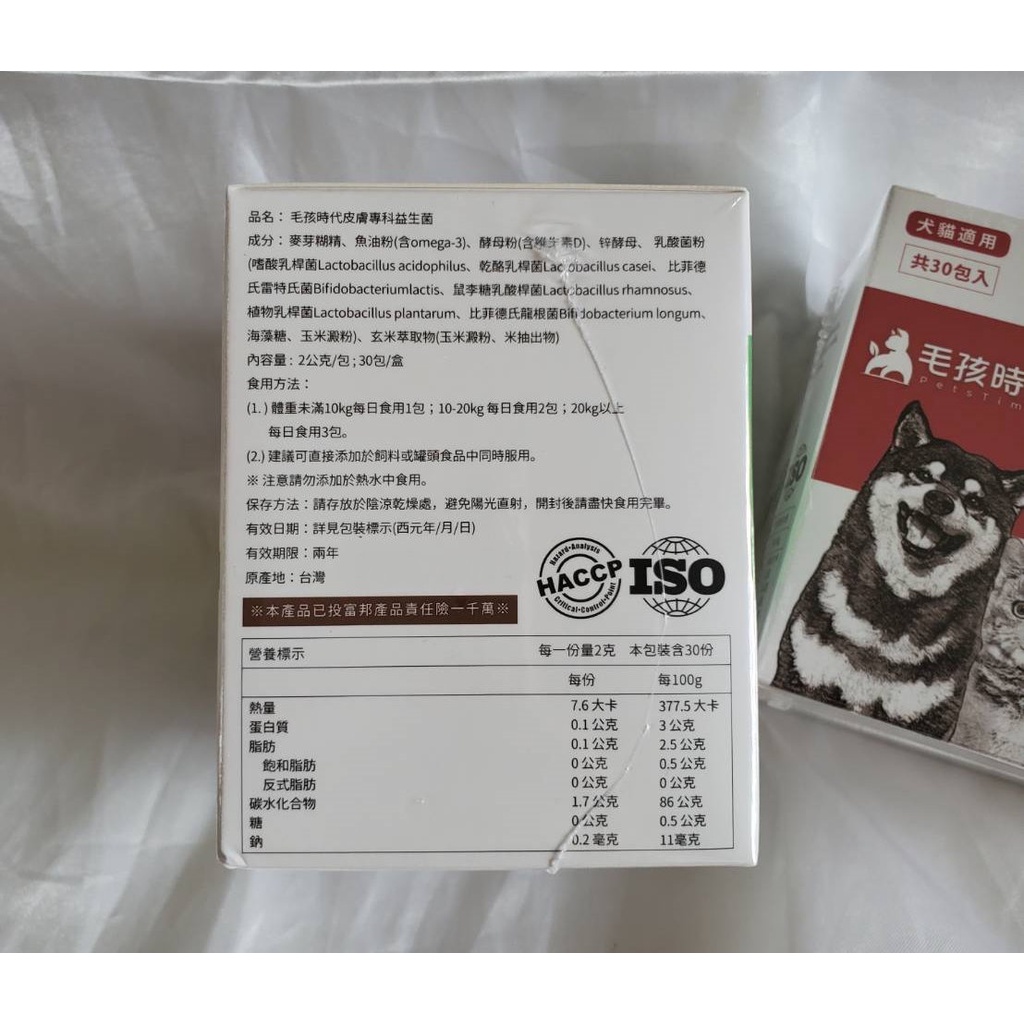 品名：毛孩時代皮膚專科益生菌
成分：麥芽糊精、魚油粉(含omega-3)、酵母粉(含維生素D)、锌酵母、 乳酸菌粉
(嗜酸乳桿菌Lactobacillus acidophilus、乾酪乳桿菌Lactobacillus casei、 比菲德
氏雷特氏菌Bifidobacteriumlactis、鼠李糖乳酸桿菌Lactobacillus rhamnosus、
植物乳桿菌Lactobacillus plantarum、比菲德氏龍根菌Bifidobacterium longum、
海藻糖、玉米澱粉)、玄米萃取物(玉米澱粉、米抽出物)
內容量：2公克/包 ; 30包/盒
食用方法：
(1. ) 體重未滿10kg每日食用1包；10-20kg 每日食用2包；20kg以上
每日食用3包。
(2.) 建議可直接添加於飼料或罐頭食品中同時服用。
※ 注意請勿添加於熱水中食用。
保存方法：請存放於陰涼乾燥處，避免陽光直射，開封後請盡快食用完畢。
有效日期：詳見包裝標示(西元年/月/日)
有效期限：兩年
原產地：台灣
Hazard-Analysis
HACCP
Critical-Control-Point
ISO
※本產品已投富邦產品責任險一千萬※
營養標示 每一份量2克 本包裝含30份
每份 每100g
熱量 7.6 大卡 377.5 大卡
蛋白質 0.1 公克 3 公克
脂肪 0.1 公克 2.5 公克
飽和脂肪 0 公克 0.5 公克
反式脂肪 0 公克 0 公克
碳水化合物 1.7 公克 86 公克
糖 0 公克 0.5 公克
鈉 0.2 毫克 11毫克
犬貓適用
共30包入
毛孩時
PetsTim
ISO